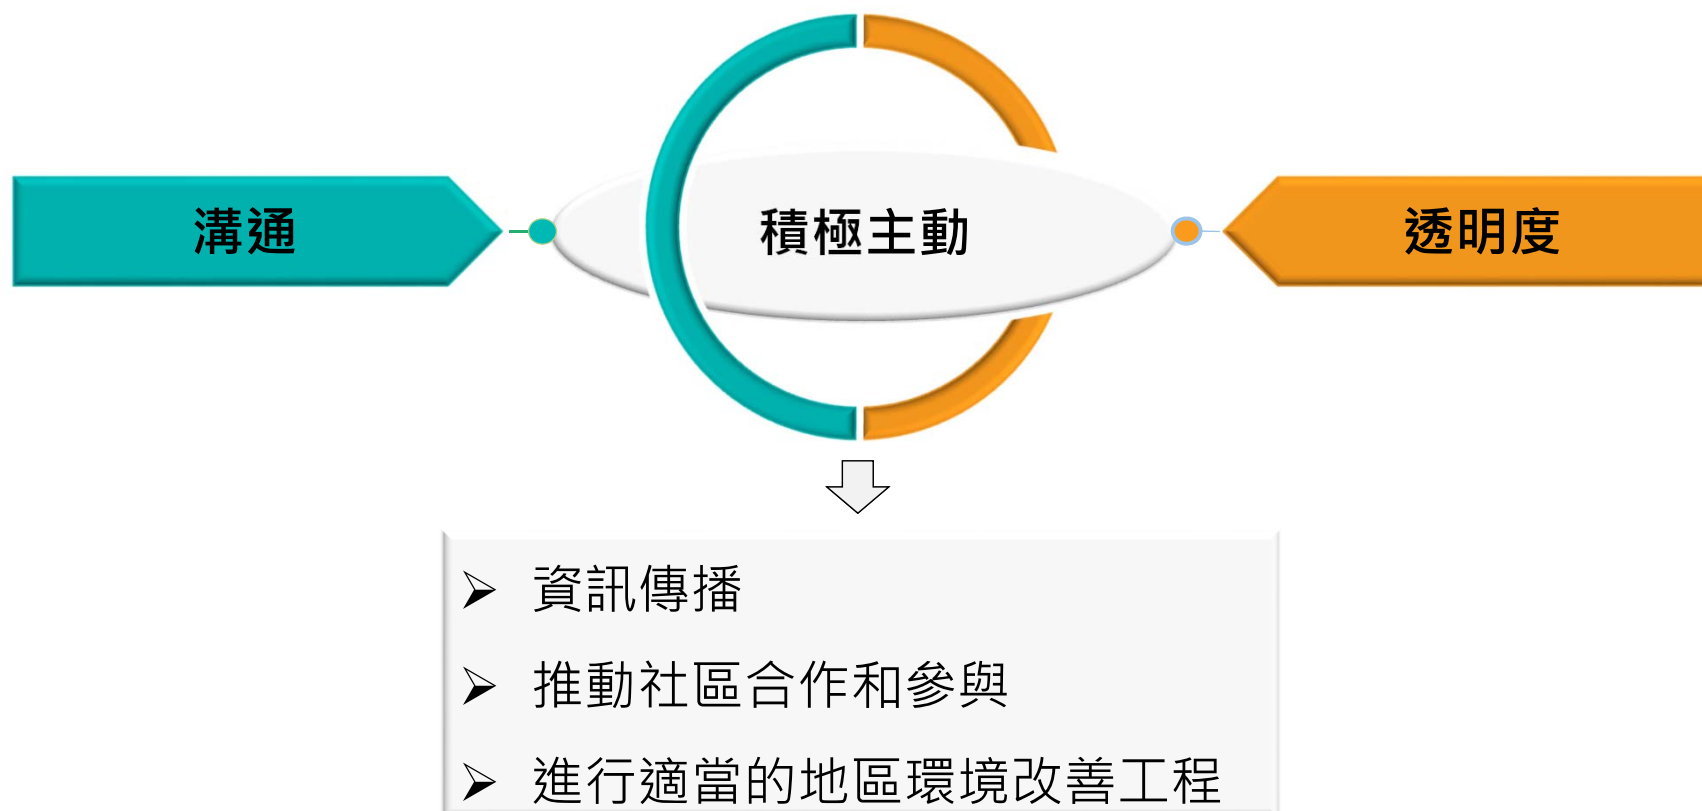 溝通
積極主動
透明度
資訊傳播
推動社區合作和參與
進行適當的地區環境改善工程